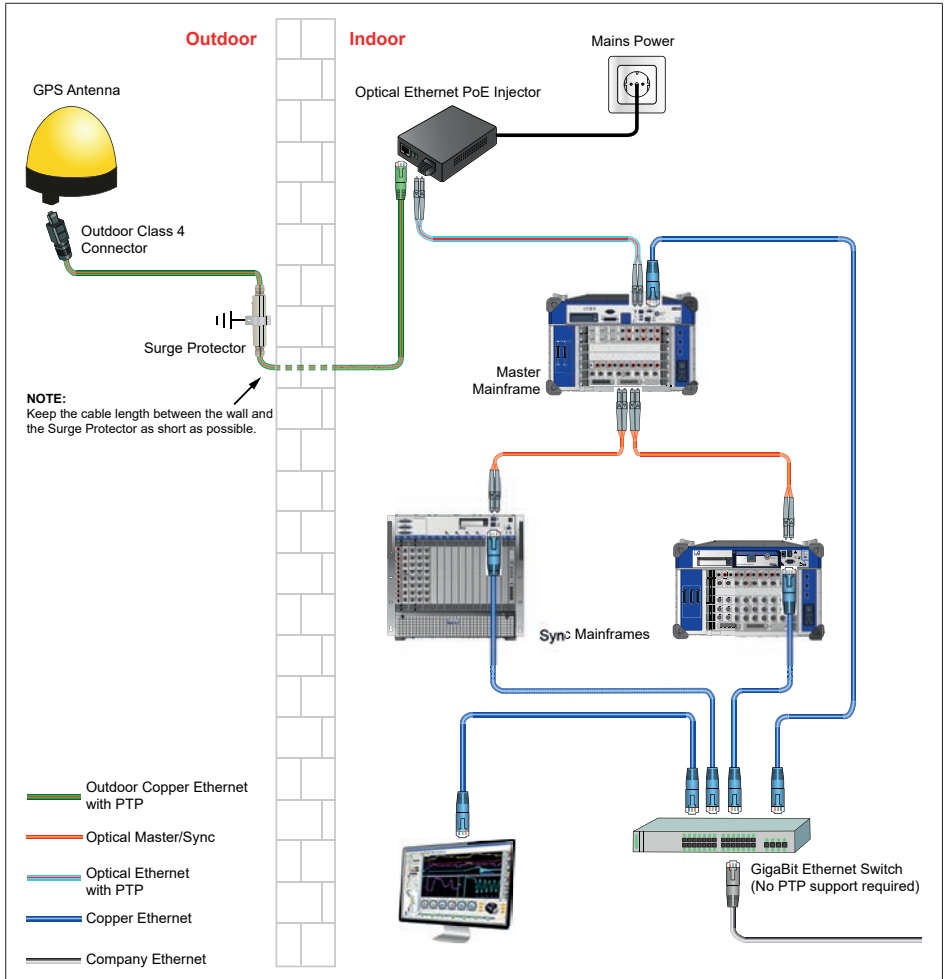 Outdoor
Indoor
Mains Power
GPS Antenna
Optical Ethernet PoE Injector
Outdoor Class 4
Connector
Surge Protector
Master
Mainframe
NOTE:
Keep the cable length between the wall and
the Surge Protector as short as possible.
Sync Mainframes
Outdoor Copper Ethernet
with PTP
Optical Master/Sync
Optical Ethernet
with PTP
Copper Ethernet
Company Ethernet
GigaBit Ethernet Switch
(No PTP support required)